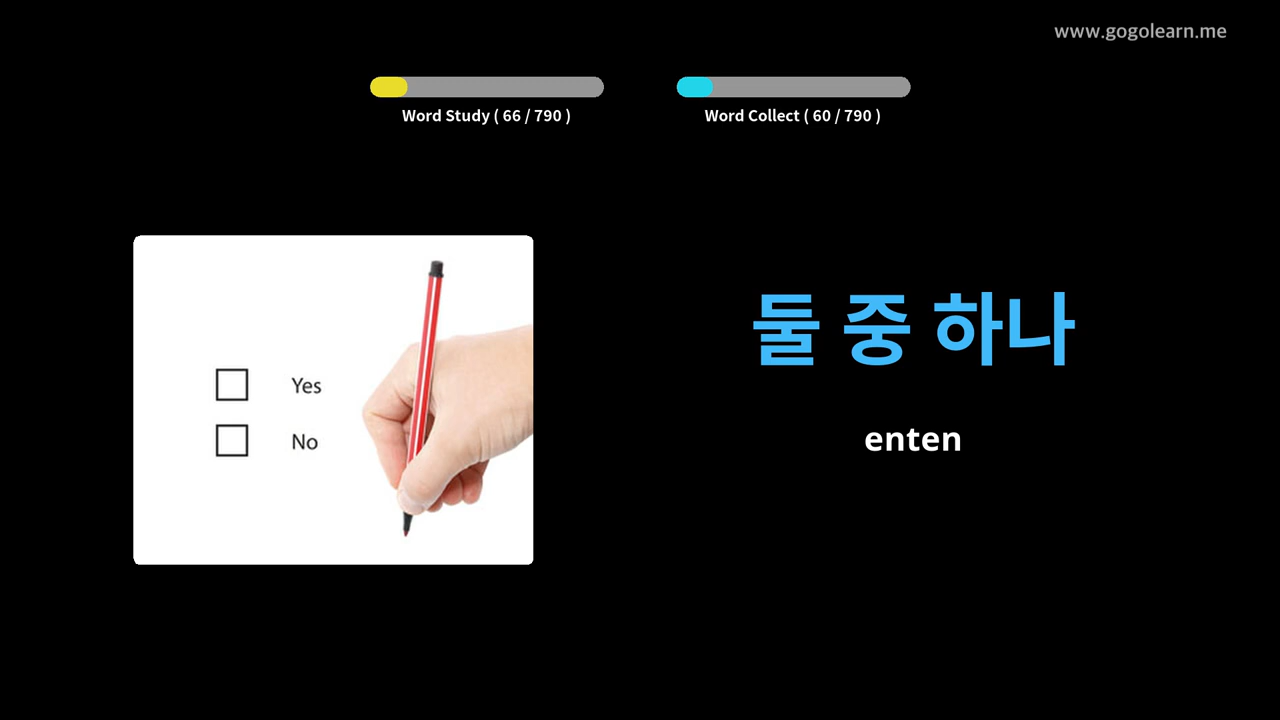 www.gogolearn.me
Word Study ( 66 / 790 )
Word Collect ( 60 / 790 )
Yes
No
둘 중 하나
enten